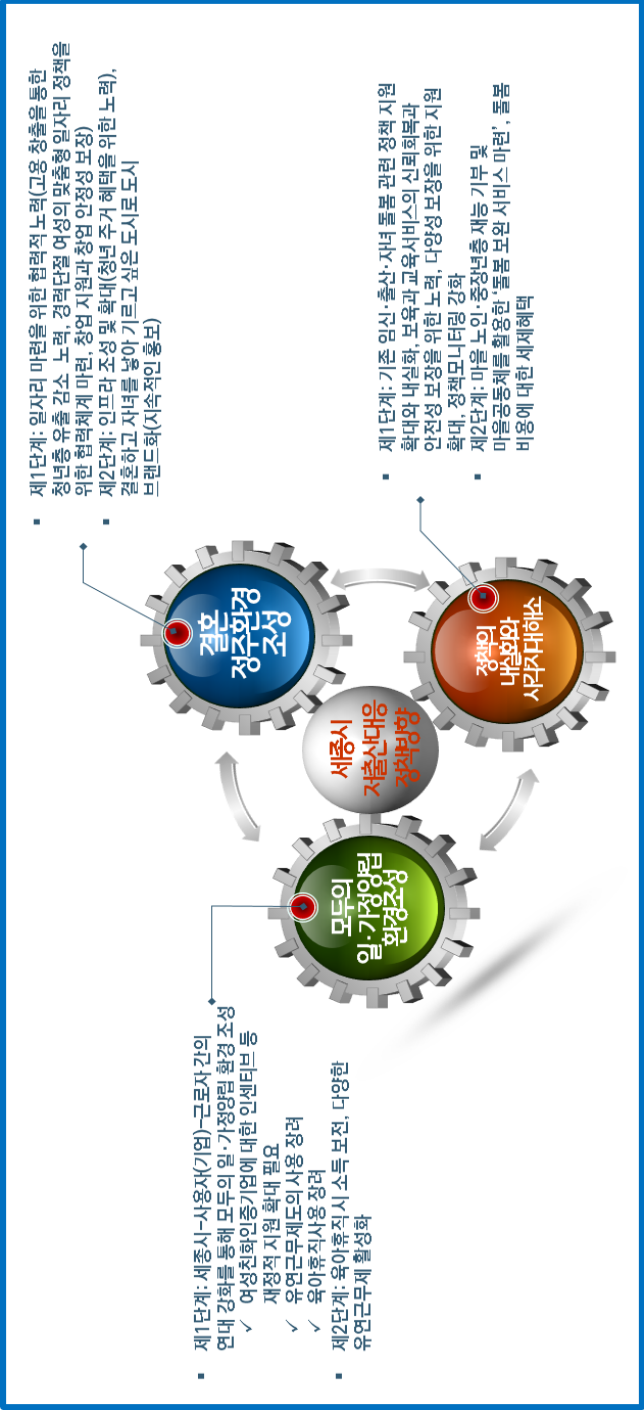 ▪ 제1단계: 세종시-사용자(기업)-근로자 간의
연대 강화를 통해 모두의 일·가정양립 환경 조성
✓ 여성친화인증기업에 대한 인센티브 등
재정적 지원 확대 필요
✓ 유연근무제도의 사용 장려
✓ 육아휴직사용 장려
▪ 제2단계: 육아휴직 시 소득 보전, 다양한
유연근무제 활성화
모두의
일·가정양립
환경조성
세종시
저출산대응
정책방향
결혼
정주환경
조성
▪ 제1단계: 일자리 마련을 위한 협력적 노력(고용 창출을 통한
청년층 유출 감소 노력, 경력단절 여성의 맞춤형 일자리 정책을
위한 협력체계 마련, 창업 지원과 창업 안정성 보장)
▪ 제2단계: 인프라 조성 및 확대(청년 주거 혜택을 위한 노력),
결혼하고 자녀를 낳아 기르고 싶은 도시로 도시
브랜드화(지속적인 홍보)
정책의
내실화와
사각지대해소
▪ 제1단계: 기존 임신·출산·자녀 돌봄 관련 정책 지원
확대와 내실화, 보육과 교육서비스의 신뢰회복과
안전성 보장을 위한 노력, 다양성 보장을 위한 지원
확대, 정책모니터링 강화
▪ 제2단계: 마을 노인·중장년층 재능 기부 및
마을공동체를 활용한 '돌봄 보완 서비스 마련', 돌봄
비용에 대한 세제혜택